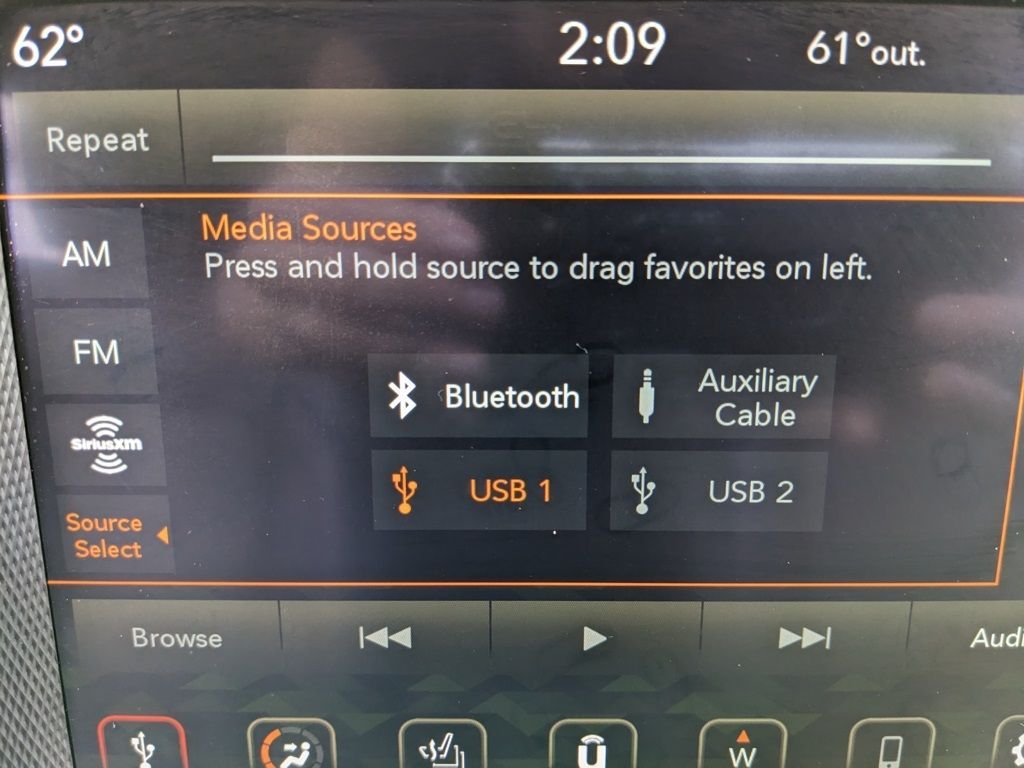 62°
2:09
61° out.
Repeat
AM
Media Sources
Press and hold source to drag favorites on left.
FM
Bluetooth
Auxiliary
Cable
SiriusXM
USB 1
USB 2
Source
Select
Browse
Audi
W